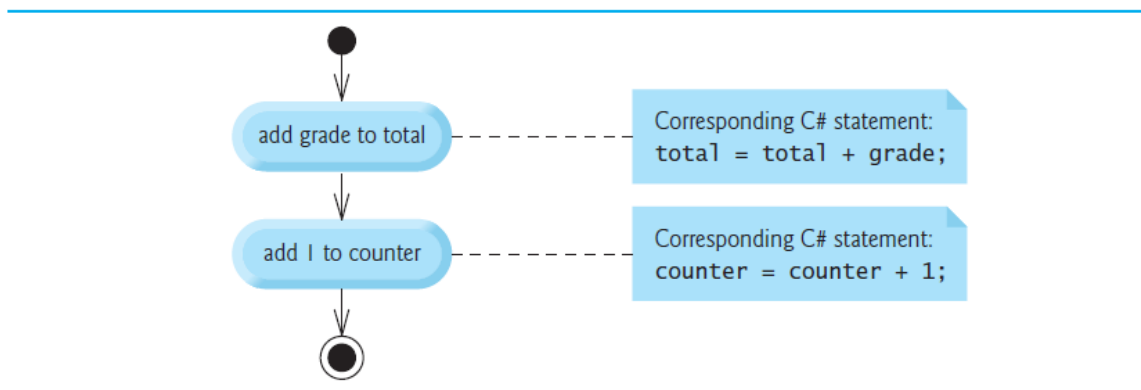 add grade to total
Corresponding C# statement:
total = total + grade;
add 1 to counter
Corresponding C# statement:
counter = counter + 1;